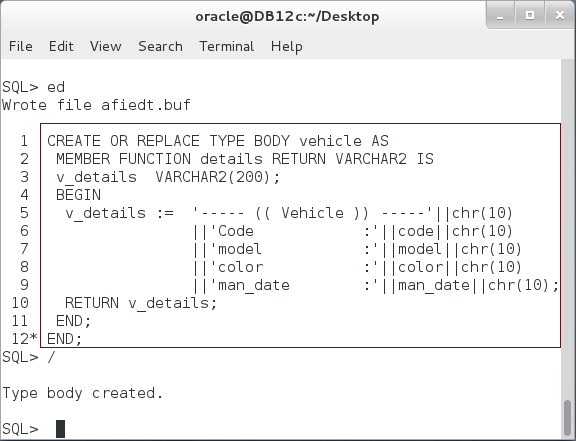 oracle@DB12c:~/Desktop
File Edit View Search Terminal Help
SQL> ed
Wrote file afiedt.buf
1 CREATE OR REPLACE TYPE BODY vehicle AS
2 MEMBER FUNCTION details RETURN VARCHAR2 IS
3 v_details VARCHAR2(200);
4 BEGIN
5 v_details := '----- (( Vehicle )) -----'||chr(10)
6 ||'Code :'||code||chr(10)
7 ||'model :'||model||chr(10)
8 ||'color :'||color||chr(10)
9 ||'man_date :'||man_date||chr(10);
10 RETURN v_details;
11 END;
12* END;
SQL> /
Type body created.
SQL>